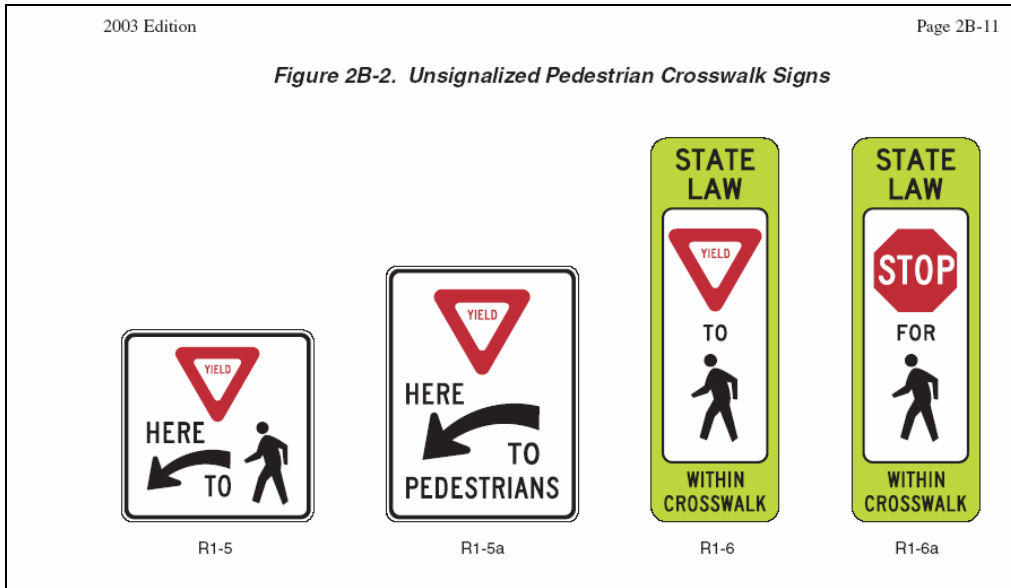 2003 Edition
Page 2B-11
Figure 2B-2. Unsignalized Pedestrian Crosswalk Signs
YIELD
HERE
TO
R1-5
YIELD
HERE
TO
PEDESTRIANS
R1-5a
STATE
LAW
YIELD
TO
WITHIN
CROSSWALK
R1-6
STATE
LAW
STOP
FOR
WITHIN
CROSSWALK
R1-6a